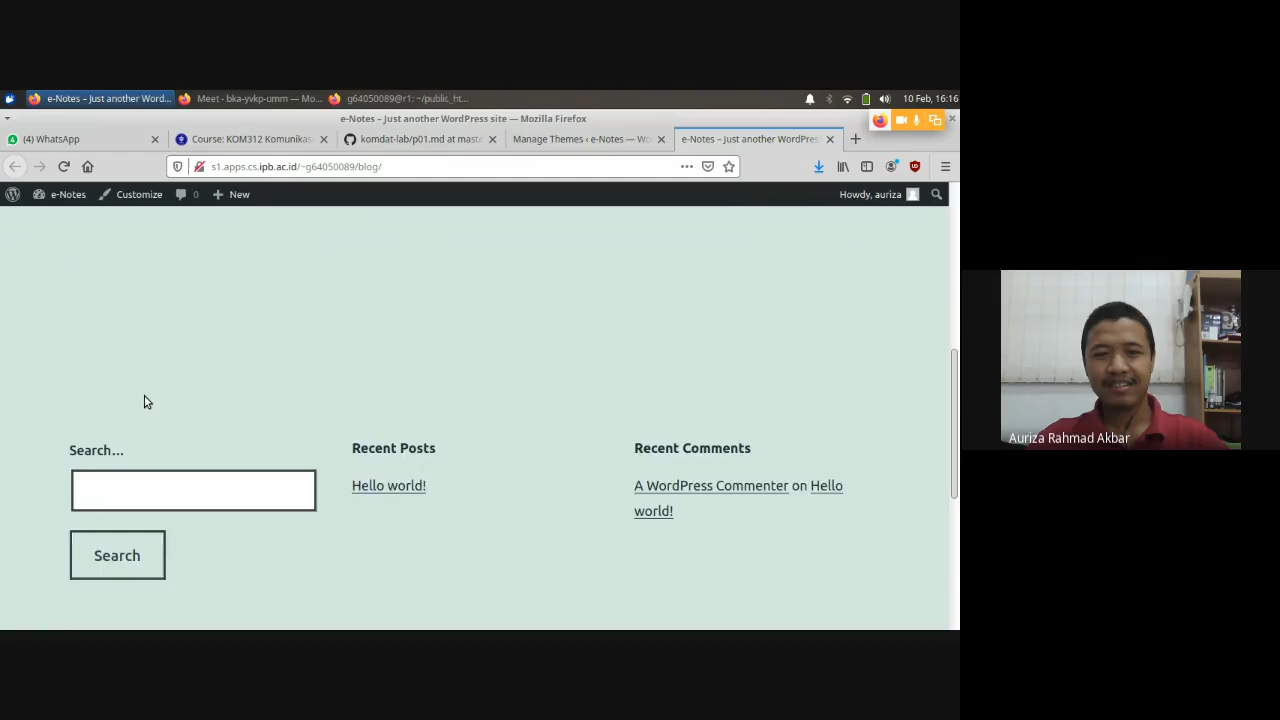 e-Notes – Just another Word...
Meet - bka-yvkp-umm — Mo...
g64050089@r1: ~/public_ht...
10 Feb, 16:16
e-Notes – Just another WordPress site — Mozilla Firefox
(4) WhatsApp
Course: KOM312 Komunikas
komdat-lab/p01.md at maste
Manage Themes ‹ e-Notes — Wo
e-Notes – Just another WordPress
s1.apps.cs.ipb.ac.id/~g64050089/blog/
e-Notes
Customize
0
New
Howdy, auriza
Search...
Recent Posts
Recent Comments
Hello world!
A WordPress Commenter on Hello
world!
Search
Auriza Rahmad Akbar